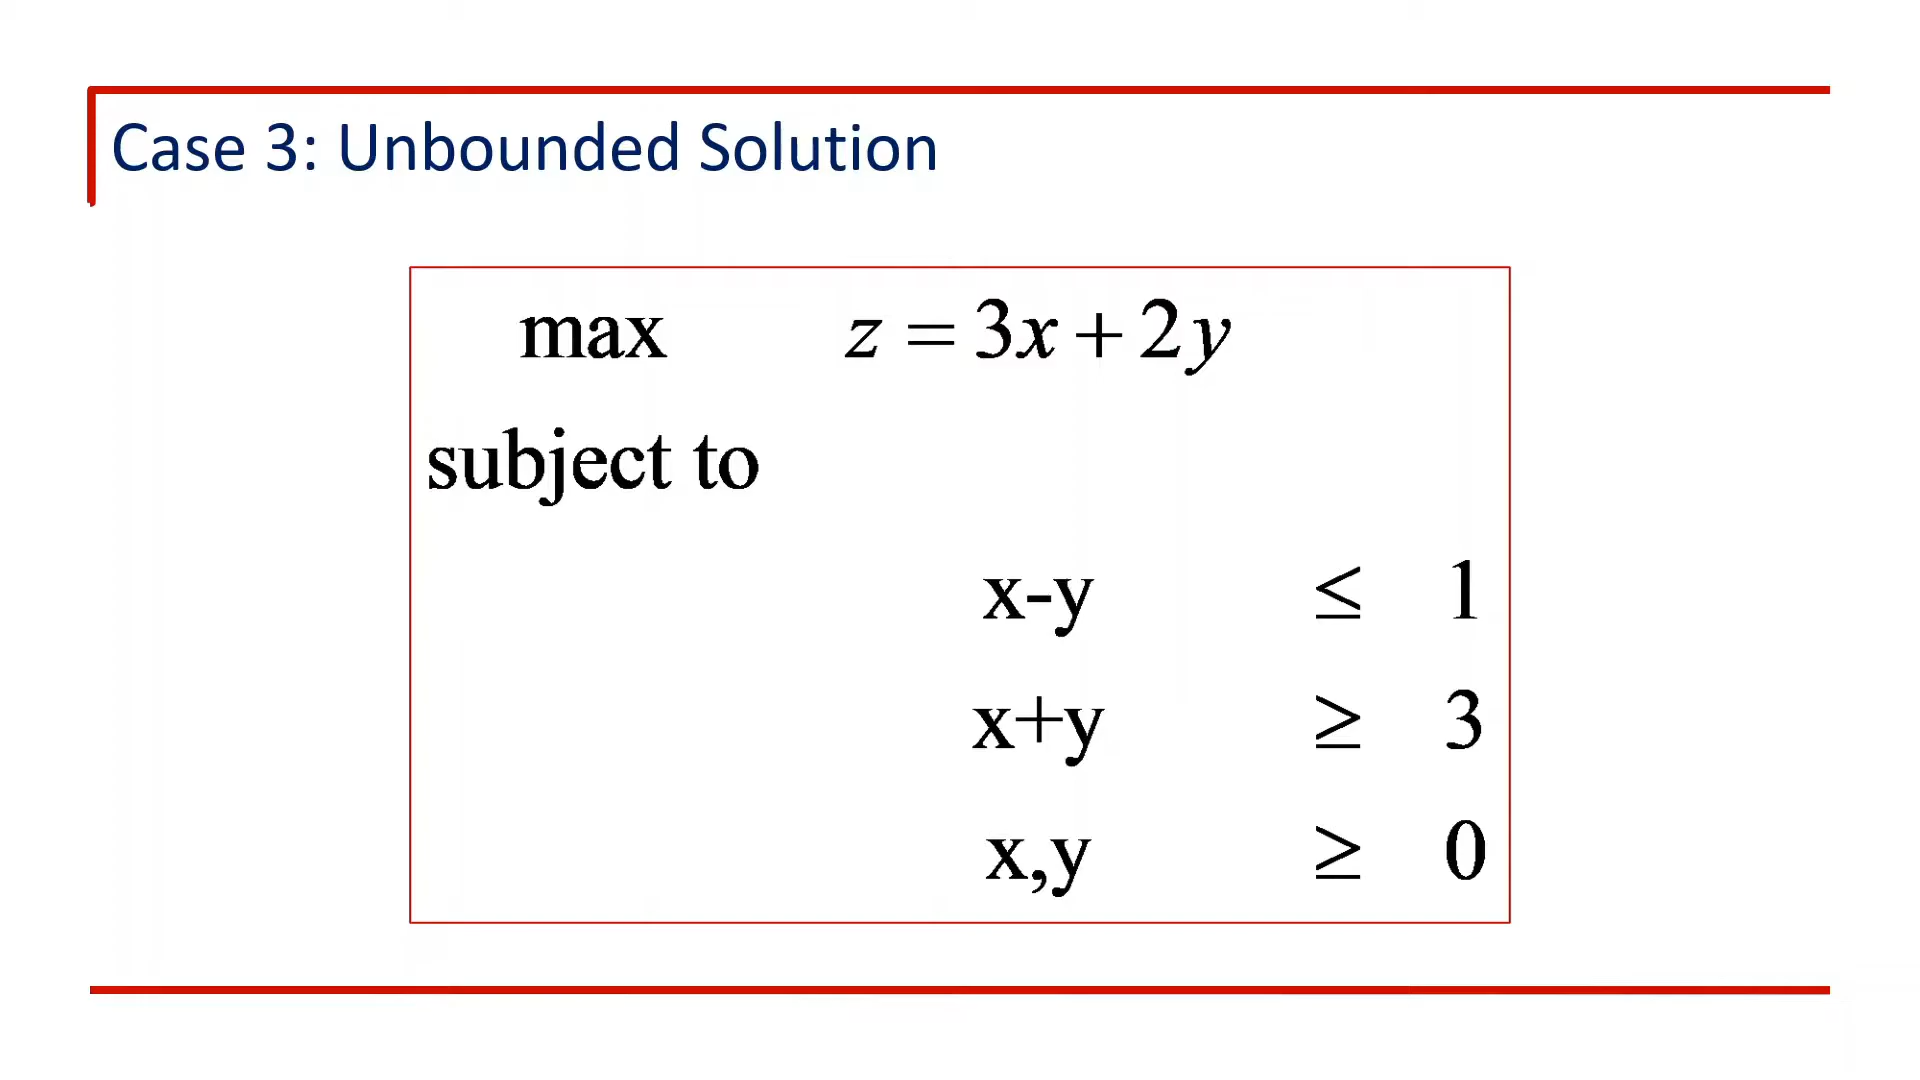 Case 3: Unbounded Solution
max z = 3x + 2y
subject to
x-y ≤ 1
x+y ≥ 3
x,y ≥ 0